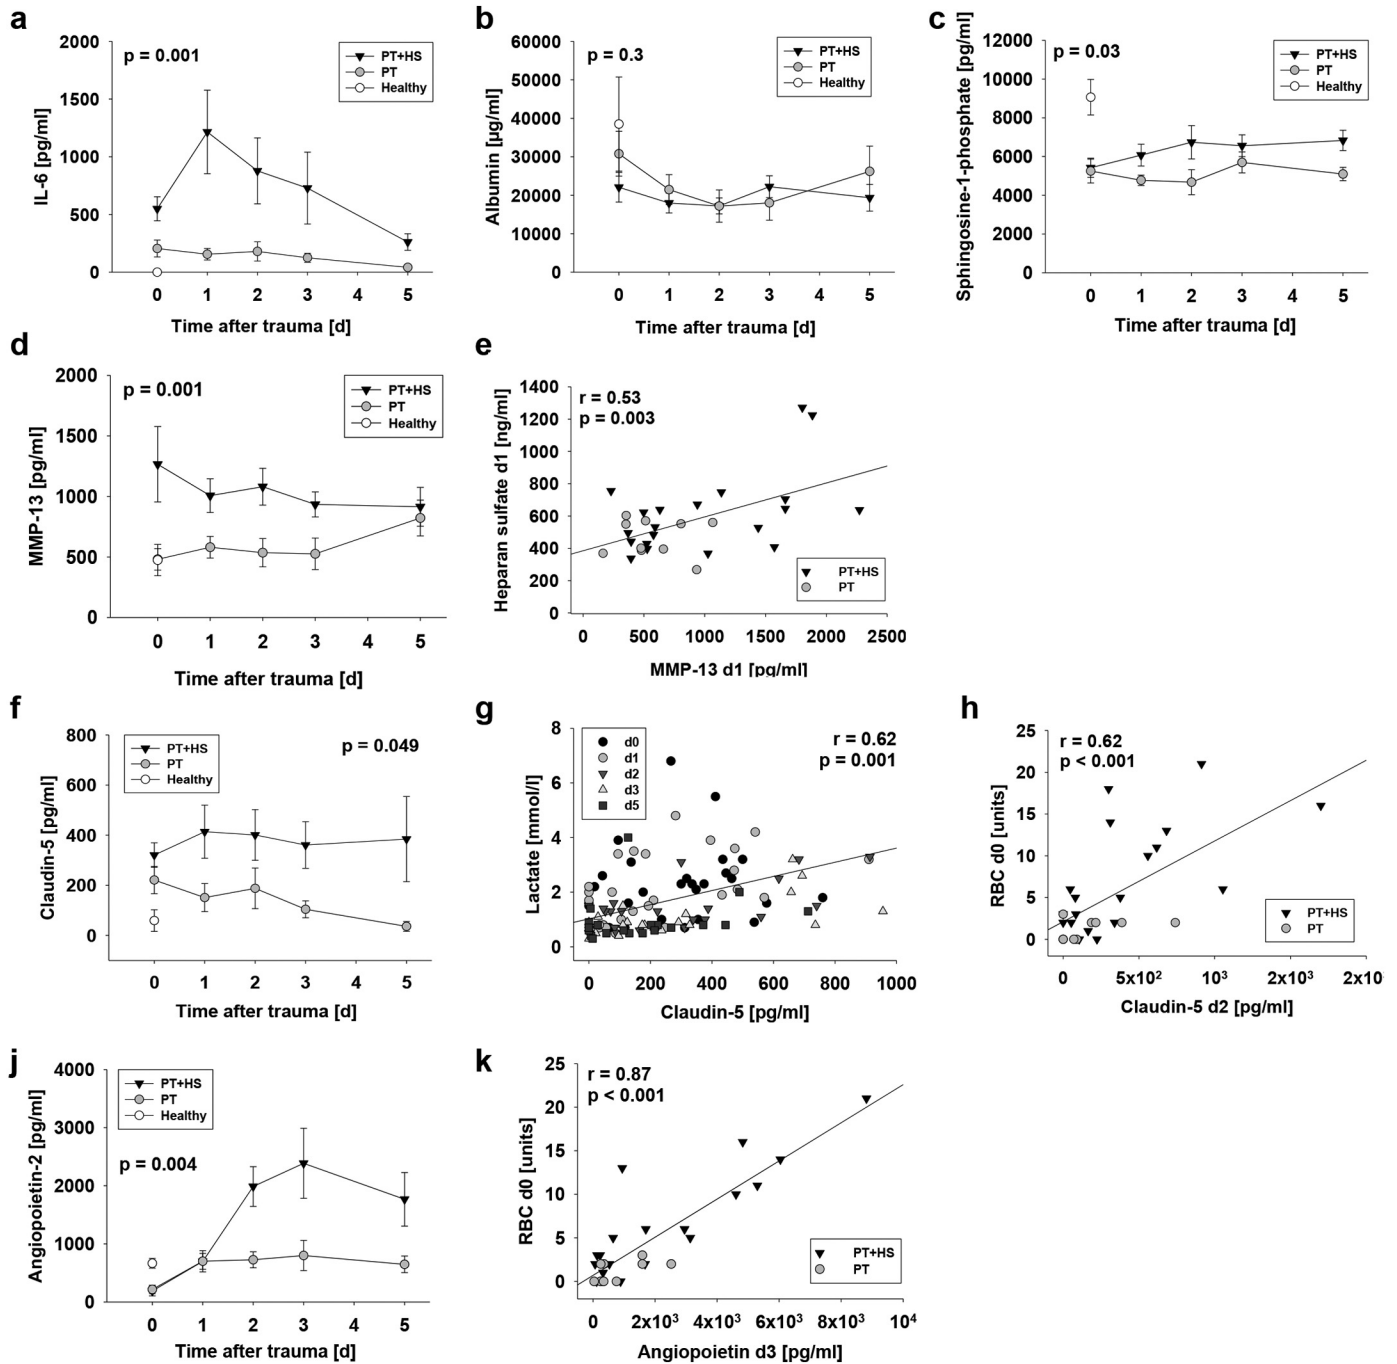 a
p = 0.001
PT+HS
PT
Healthy
2000
1500
1000
500
0
IL-6 [pg/ml]
0 1 2 3 4 5
Time after trauma [d]
b
p = 0.3
PT+HS
PT
Healthy
60000
50000
40000
30000
20000
10000
0
Albumin [µg/ml]
0 1 2 3 4 5
Time after trauma [d]
c
p = 0.03
PT+HS
PT
Healthy
12000
10000
8000
6000
4000
2000
0
Sphingosine-1-phosphate [pg/ml]
0 1 2 3 4 5
Time after trauma [d]
d
p = 0.001
PT+HS
PT
Healthy
2000
1500
1000
500
0
MMP-13 [pg/ml]
0 1 2 3 4 5
Time after trauma [d]
e
r = 0.53
p = 0.003
1400
1200
1000
800
600
400
200
0
Heparan sulfate d1 [ng/ml]
PT+HS
PT
0 500 1000 1500 2000 2500
MMP-13 d1 [pg/ml]
f
PT+HS
PT
Healthy
p = 0.049
800
600
400
200
0
Claudin-5 [pg/ml]
0 1 2 3 4 5
Time after trauma [d]
g
d0
d1
d2
d3
d5
r = 0.62
p = 0.001
8
6
4
2
0
Lactate [mmol/l]
0 200 400 600 800 1000
Claudin-5 [pg/ml]
h
r = 0.62
p < 0.001
25
20
15
10
5
0
RBC d0 [units]
PT+HS
PT
0 5x10² 10³ 2x10³ 2x10
Claudin-5 d2 [pg/ml]
j
PT+HS
PT
Healthy
p = 0.004
4000
3000
2000
1000
0
Angiopoietin-2 [pg/ml]
0 1 2 3 4 5
Time after trauma [d]
k
r = 0.87
p < 0.001
25
20
15
10
5
0
RBC d0 [units]
PT+HS
PT
0 2x10³ 4x10³ 6x10³ 8x10³ 10⁴
Angiopoietin d3 [pg/ml]